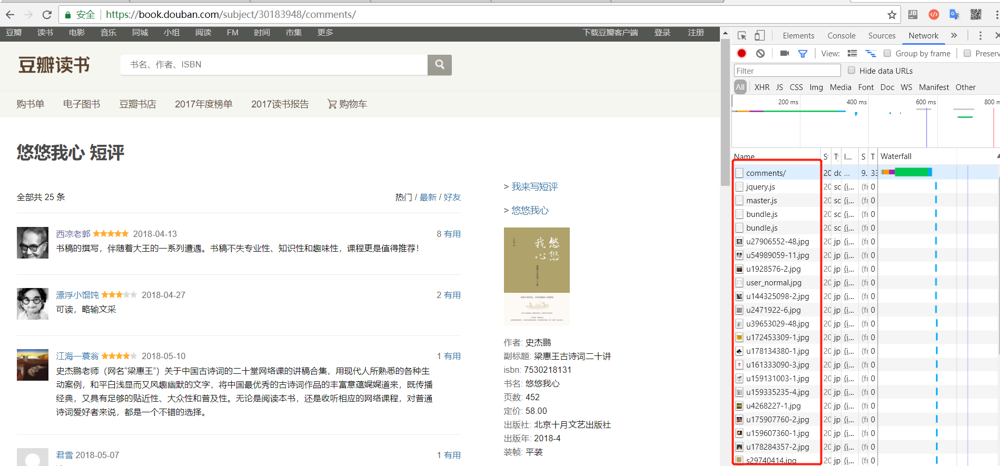 安全 https://book.douban.com/subject/30183948/comments/
豆瓣 读书 电影 音乐 同城 小组 阅读 FM 时间 市集 更多 下载豆瓣客户端 登录 注册
豆瓣读书
书名、作者、ISBN
购书单 电子图书 豆瓣书店 2017年度榜单 2017读书报告 购物车
悠悠我心 短评
全部共 25 条 热门 / 最新 / 好友
西凉老郭 2018-04-13 8 有用
书稿的撰写，伴随着大王的一系列遭遇。书稿不失专业性、知识性和趣味性，课程更是值得推荐！
漂浮小馄饨 2018-04-27 2 有用
可读，略输文采
江海一蓑翁 2018-05-10 1 有用
史杰鹏老师（网名“梁惠王”）关于中国古诗词的二十堂网络课的讲稿合集，用现代人所熟悉的各种生
动案例，和平白浅显而又风趣幽默的文字，将中国最优秀的古诗词作品的丰富意蕴娓娓道来，既传播
经典，又具有足够的贴近性、大众性和普及性。无论是阅读本书，还是收听相应的网络课程，对普通
诗词爱好者来说，都是一个不错的选择。
君雪 2018-05-07 1 有用
> 我来写短评
> 悠悠我心
悠悠
我心
作者: 史杰鹏
副标题: 梁惠王古诗词二十讲
isbn: 7530218131
书名: 悠悠我心
页数: 452
定价: 58.00
出版社: 北京十月文艺出版社
出版年: 2018-4
装帧: 平装
Elements Console Sources Network »
View: Group by frame Preserv
Filter Hide data URLs
All XHR JS CSS Img Media Font Doc WS Manifest Other
200 ms 400 ms 600 ms 800 m
Name S T I... S T Waterfall
comments/ 20 dc ... 9.. 33
jquery.js 20 sc (i... (fr 0
master.js 20 sc (i... (fr 0
bundle.js 20 sc (i... (fr 0
bundle.js 20 sc (i... (fr 0
u27906552-48.jpg 20 jp (i... (fr 0
u54989059-11.jpg 20 jp (i... (fr 0
u1928576-2.jpg 20 jp (i... (fr 0
user_normal.jpg 20 jp (i... (fr 0
u144325098-2.jpg 20 jp (i... (fr 0
u2471922-6.jpg 20 jp (i... (fr 0
u39653029-48.jpg 20 jp (i... (fr 0
u172453309-1.jpg 20 jp (i... (fr 0
u178134380-1.jpg 20 jp (i... (fr 0
u161333090-3.jpg 20 jp (i... (fr 0
u159131003-1.jpg 20 jp (i... (fr 0
u159335235-4.jpg 20 jp (i... (fr 0
u4268227-1.jpg 20 jp (i... (fr 0
u175907760-2.jpg 20 jp (i... (fr 0
u159607360-1.jpg 20 jp (i... (fr 0
u178284357-2.jpg 20 jp (i... (fr 0
s29740414.jpg 20 jp (i... (fr 0